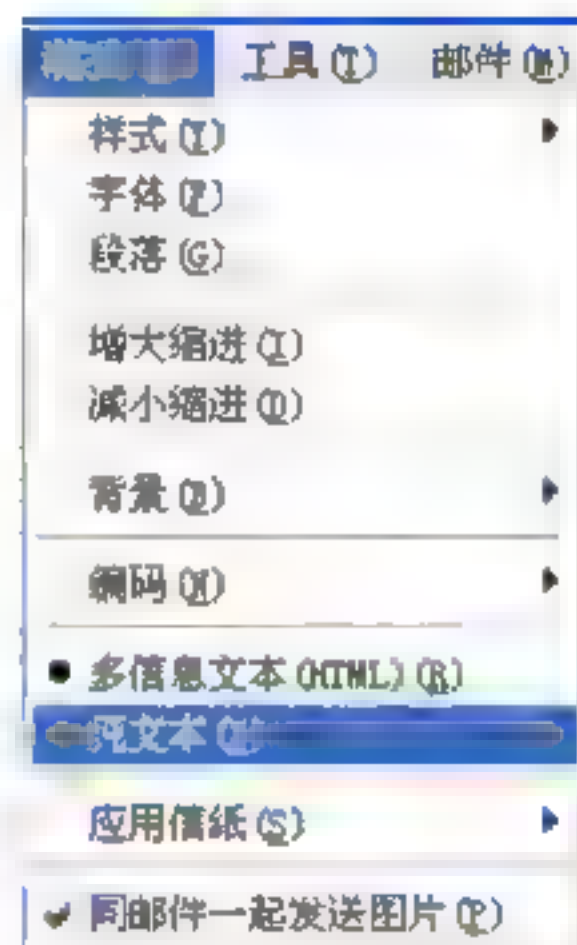 工具(T) 邮件(M)
样式(Y)
字体(F)
段落(G)
增大缩进(I)
减小缩进(D)
背景
编码
多信息文本(HTML)(R)
纯文本
应用信纸(S)
同邮件一起发送图片(P)